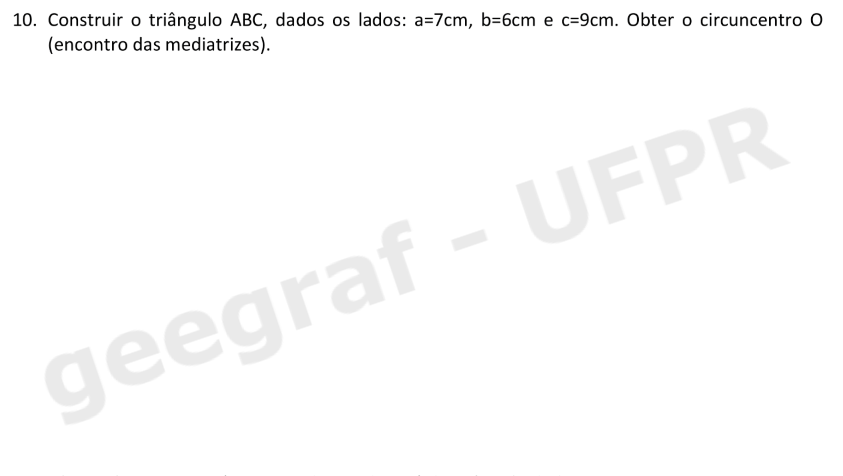 10. Construir o triângulo ABC, dados os lados: a=7cm, b=6cm e c=9cm. Obter o circuncentro O
(encontro das mediatrizes).
geegraf - UFPR